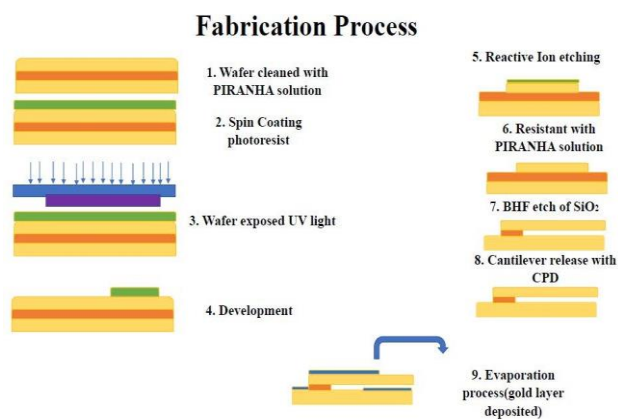 Fabrication Process
1. Wafer cleaned with
PIRANHA solution
2. Spin Coating
photoresist
3. Wafer exposed UV light
4. Development
5. Reactive Ion etching
6. Resistant with
PIRANHA solution
7. BHF etch of SiO₂
8. Cantilever release with
CPD
9. Evaporation
process(gold layer
deposited)